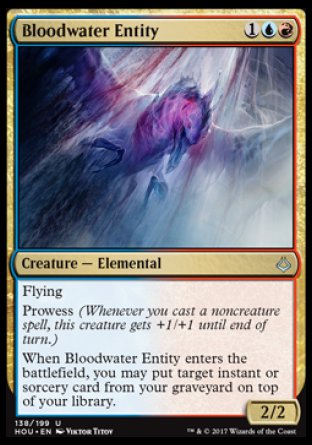 Bloodwater Entity 1
Creature — Elemental
Flying
Prowess (Whenever you cast a noncreature
spell, this creature gets +1/+1 until end of
turn.)
When Bloodwater Entity enters the
battlefield, you may put target instant or
sorcery card from your graveyard on top
of your library.
2/2
138/199 U
HOU • EN Viktor Titov
™ & © 2017 Wizards of the Coast